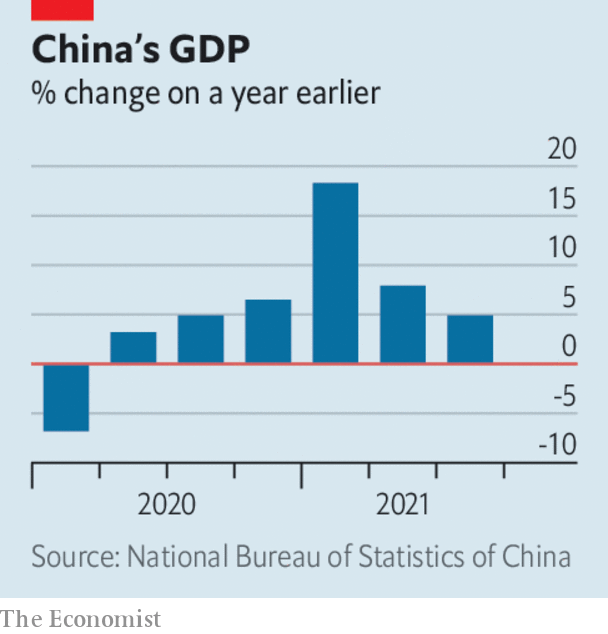 China’s GDP
% change on a year earlier
20
15
10
5
0
-5
-10
2020 2021
Source: National Bureau of Statistics of China
The Economist